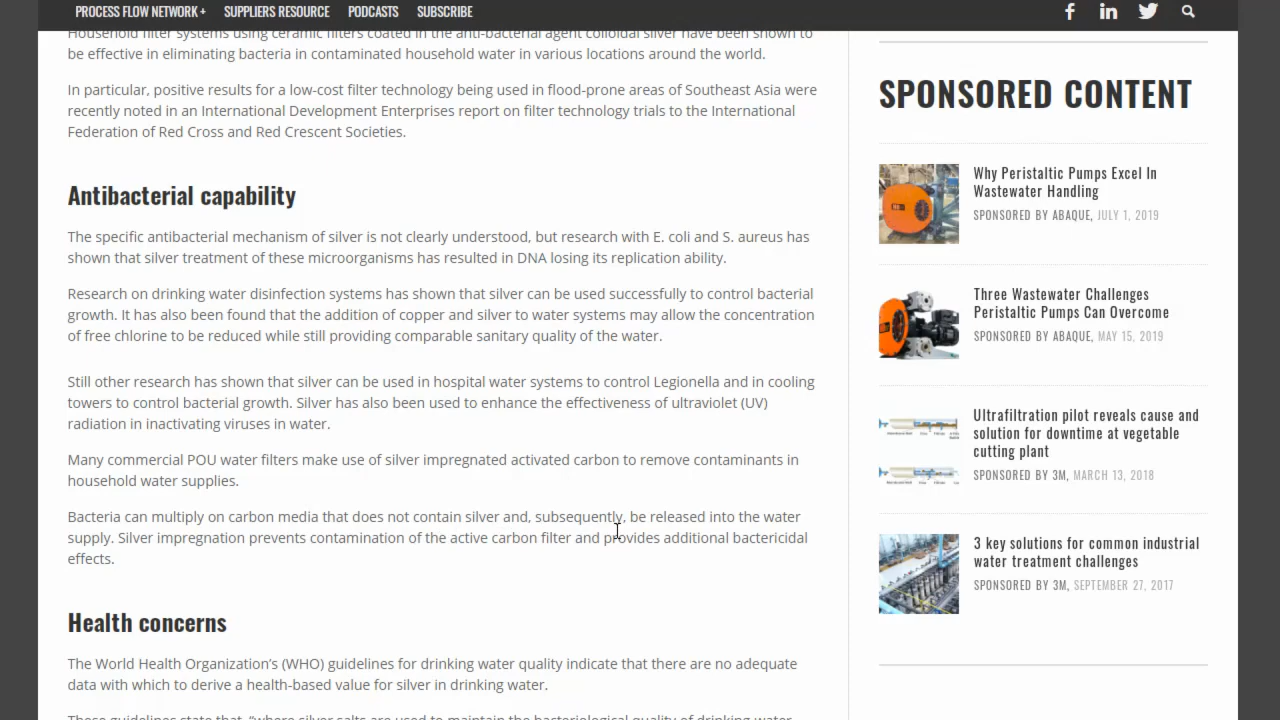 PROCESS FLOW NETWORK +
SUPPLIERS RESOURCE
PODCASTS
SUBSCRIBE
Household filter systems using ceramic filters coated in the anti-bacterial agent colloidal silver have been shown to
be effective in eliminating bacteria in contaminated household water in various locations around the world.
In particular, positive results for a low-cost filter technology being used in flood-prone areas of Southeast Asia were
recently noted in an International Development Enterprises report on filter technology trials to the International
Federation of Red Cross and Red Crescent Societies.
Antibacterial capability
The specific antibacterial mechanism of silver is not clearly understood, but research with E. coli and S. aureus has
shown that silver treatment of these microorganisms has resulted in DNA losing its replication ability.
Research on drinking water disinfection systems has shown that silver can be used successfully to control bacterial
growth. It has also been found that the addition of copper and silver to water systems may allow the concentration
of free chlorine to be reduced while still providing comparable sanitary quality of the water.
Still other research has shown that silver can be used in hospital water systems to control Legionella and in cooling
towers to control bacterial growth. Silver has also been used to enhance the effectiveness of ultraviolet (UV)
radiation in inactivating viruses in water.
Many commercial POU water filters make use of silver impregnated activated carbon to remove contaminants in
household water supplies.
Bacteria can multiply on carbon media that does not contain silver and, subsequently, be released into the water
supply. Silver impregnation prevents contamination of the active carbon filter and provides additional bactericidal
effects.
Health concerns
The World Health Organization's (WHO) guidelines for drinking water quality indicate that there are no adequate
data with which to derive a health-based value for silver in drinking water.
These guidelines state that, "where silver salts are used to maintain the bacteriological quality of drinking water,
SPONSORED CONTENT
Why Peristaltic Pumps Excel In
Wastewater Handling
SPONSORED BY ABAQUE, JULY 1, 2019
Three Wastewater Challenges
Peristaltic Pumps Can Overcome
SPONSORED BY ABAQUE, MAY 15, 2019
Ultrafiltration pilot reveals cause and
solution for downtime at vegetable
cutting plant
SPONSORED BY 3M, MARCH 13, 2018
3 key solutions for common industrial
water treatment challenges
SPONSORED BY 3M, SEPTEMBER 27, 2017